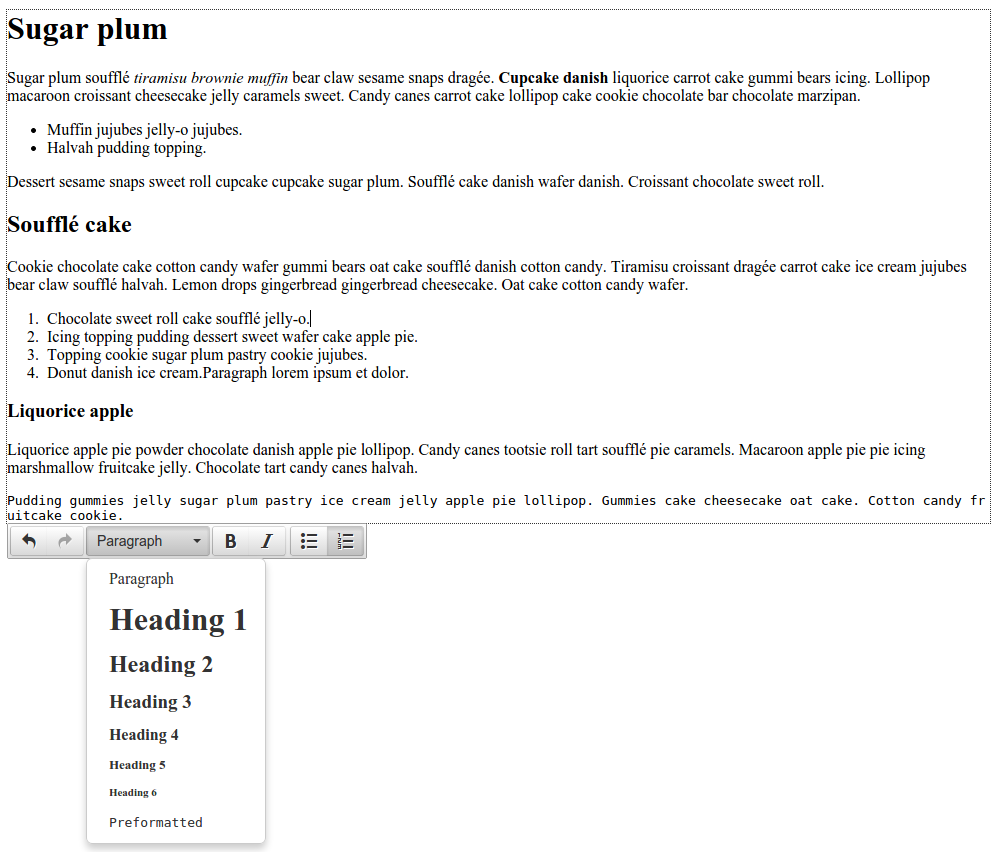 Sugar plum
Sugar plum soufflé tiramisu brownie muffin bear claw sesame snaps dragée. Cupcake danish liquorice carrot cake gummi bears icing. Lollipop
macaroon croissant cheesecake jelly caramels sweet. Candy canes carrot cake lollipop cake cookie chocolate bar chocolate marzipan.
• Muffin jujubes jelly-o jujubes.
• Halvah pudding topping.
Dessert sesame snaps sweet roll cupcake cupcake sugar plum. Soufflé cake danish wafer danish. Croissant chocolate sweet roll.
Soufflé cake
Cookie chocolate cake cotton candy wafer gummi bears oat cake soufflé danish cotton candy. Tiramisu croissant dragée carrot cake ice cream jujubes
bear claw soufflé halvah. Lemon drops gingerbread gingerbread cheesecake. Oat cake cotton candy wafer.
1. Chocolate sweet roll cake soufflé jelly-o.
2. Icing topping pudding dessert sweet wafer cake apple pie.
3. Topping cookie sugar plum pastry cookie jujubes.
4. Donut danish ice cream.Paragraph lorem ipsum et dolor.
Liquorice apple
Liquorice apple pie powder chocolate danish apple pie lollipop. Candy canes tootsie roll tart soufflé pie caramels. Macaroon apple pie pie icing
marshmallow fruitcake jelly. Chocolate tart candy canes halvah.
Pudding gummies jelly sugar plum pastry ice cream jelly apple pie lollipop. Gummies cake cheesecake oat cake. Cotton candy fr
uitcake cookie.
Paragraph B I
Paragraph
Heading 1
Heading 2
Heading 3
Heading 4
Heading 5
Heading 6
Preformatted